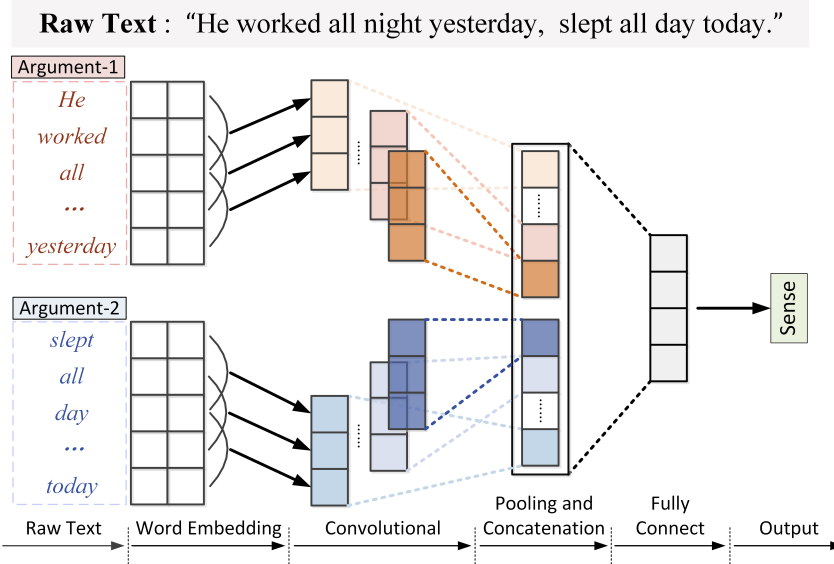 Raw Text : “He worked all night yesterday, slept all day today.”
Argument-1
He
worked
all
...
yesterday
Argument-2
slept
all
day
...
today
Sense
Raw Text
Word Embedding
Convolutional
Pooling and
Concatenation
Fully
Connect
Output